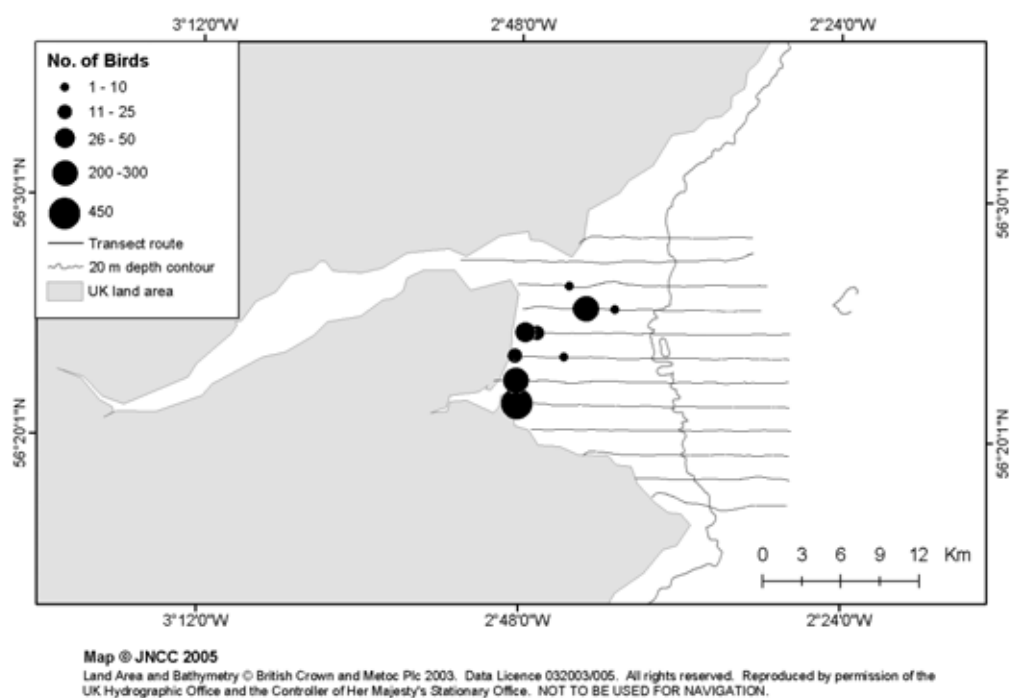 3°12'0"W 2°48'0"W 2°24'0"W
No. of Birds
1 - 10
11 - 25
26 - 50
200 -300
450
Transect route
20 m depth contour
UK land area
56°30'1"N 56°30'1"N
56°20'1"N 56°20'1"N
0 3 6 9 12 Km
3°12'0"W 2°48'0"W 2°24'0"W
Map © JNCC 2005
Land Area and Bathymetry © British Crown and Metoc Plc 2003. Data Licence 032003/005. All rights reserved. Reproduced by permission of the
UK Hydrographic Office and the Controller of Her Majesty's Stationary Office. NOT TO BE USED FOR NAVIGATION.